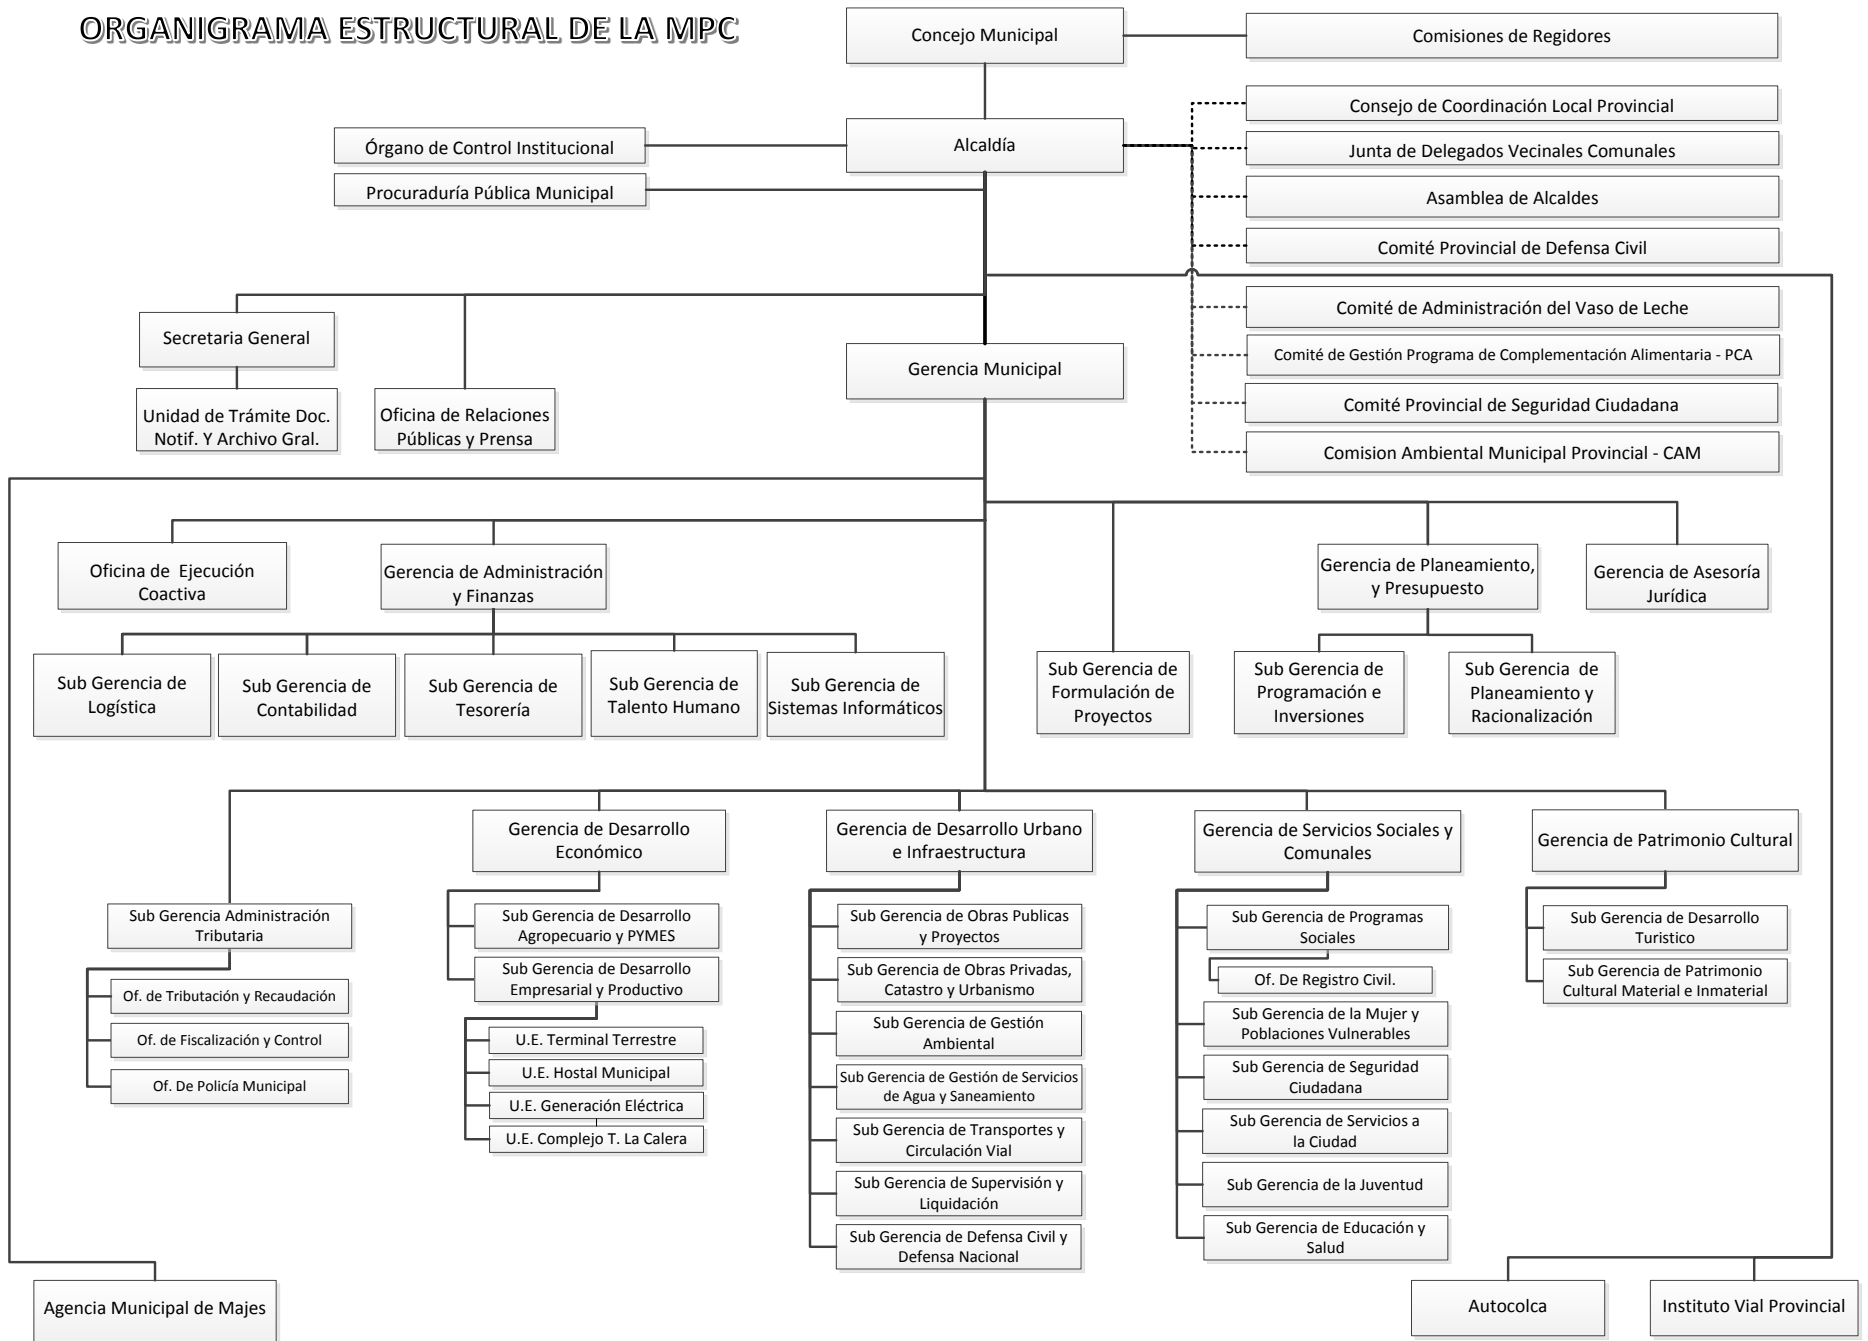 ORGANIGRAMA ESTRUCTURAL DE LA MPC
Concejo Municipal
Comisiones de Regidores
Consejo de Coordinación Local Provincial
Alcaldía
Órgano de Control Institucional
Junta de Delegados Vecinales Comunales
Procuraduría Pública Municipal
Asamblea de Alcaldes
Comité Provincial de Defensa Civil
Comité de Administración del Vaso de Leche
Secretaria General
Gerencia Municipal
Comité de Gestión Programa de Complementación Alimentaria - PCA
Unidad de Trámite Doc.
Notif. Y Archivo Gral.
Oficina de Relaciones
Públicas y Prensa
Comité Provincial de Seguridad Ciudadana
Comision Ambiental Municipal Provincial - CAM
Oficina de Ejecución
Coactiva
Gerencia de Administración
y Finanzas
Gerencia de Planeamiento,
y Presupuesto
Gerencia de Asesoría
Jurídica
Sub Gerencia de
Logística
Sub Gerencia de
Contabilidad
Sub Gerencia de
Tesorería
Sub Gerencia de
Talento Humano
Sub Gerencia de
Sistemas Informáticos
Sub Gerencia de
Formulación de
Proyectos
Sub Gerencia de
Programación e
Inversiones
Sub Gerencia de
Planeamiento y
Racionalización
Gerencia de Desarrollo
Económico
Gerencia de Desarrollo Urbano
e Infraestructura
Gerencia de Servicios Sociales y
Comunales
Gerencia de Patrimonio Cultural
Sub Gerencia Administración
Tributaria
Of. de Tributación y Recaudación
Of. de Fiscalización y Control
Of. De Policía Municipal
Sub Gerencia de Desarrollo
Agropecuario y PYMES
Sub Gerencia de Desarrollo
Empresarial y Productivo
U.E. Terminal Terrestre
U.E. Hostal Municipal
U.E. Generación Eléctrica
U.E. Complejo T. La Calera
Sub Gerencia de Obras Publicas
y Proyectos
Sub Gerencia de Obras Privadas,
Catastro y Urbanismo
Sub Gerencia de Gestión
Ambiental
Sub Gerencia de Gestión de Servicios
de Agua y Saneamiento
Sub Gerencia de Transportes y
Circulación Vial
Sub Gerencia de Supervisión y
Liquidación
Sub Gerencia de Defensa Civil y
Defensa Nacional
Sub Gerencia de Programas
Sociales
Of. De Registro Civil.
Sub Gerencia de la Mujer y
Poblaciones Vulnerables
Sub Gerencia de Seguridad
Ciudadana
Sub Gerencia de Servicios a
la Ciudad
Sub Gerencia de la Juventud
Sub Gerencia de Educación y
Salud
Sub Gerencia de Desarrollo
Turistico
Sub Gerencia de Patrimonio
Cultural Material e Inmaterial
Agencia Municipal de Majes
Autocolca
Instituto Vial Provincial